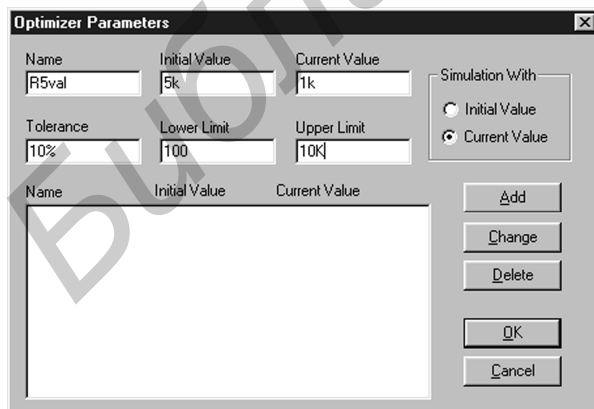 Optimizer Parameters
Name Initial Value Current Value
R5val 5k 1k
Simulation With
Initial Value
Current Value
Tolerance Lower Limit Upper Limit
10% 100 10K
Name Initial Value Current Value
Add
Change
Delete
OK
Cancel